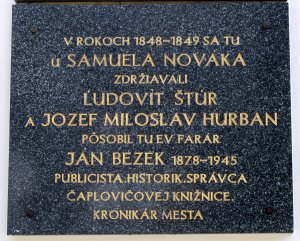 V ROKOCH 1848-1849 SA TU
u SAMUELA NOVÁKA
ZDRŽIAVALI
ĽUDOVÍT ŠTÚR
A JOZEF MILOSLAV HURBAN
PÔSOBIL TU EV. FARÁR
JÁN BEZEK 1878-1945
PUBLICISTA, HISTORIK, SPRÁVCA
ČAPLOVIČOVEJ KNIŽNICE,
KRONIKÁR MESTA